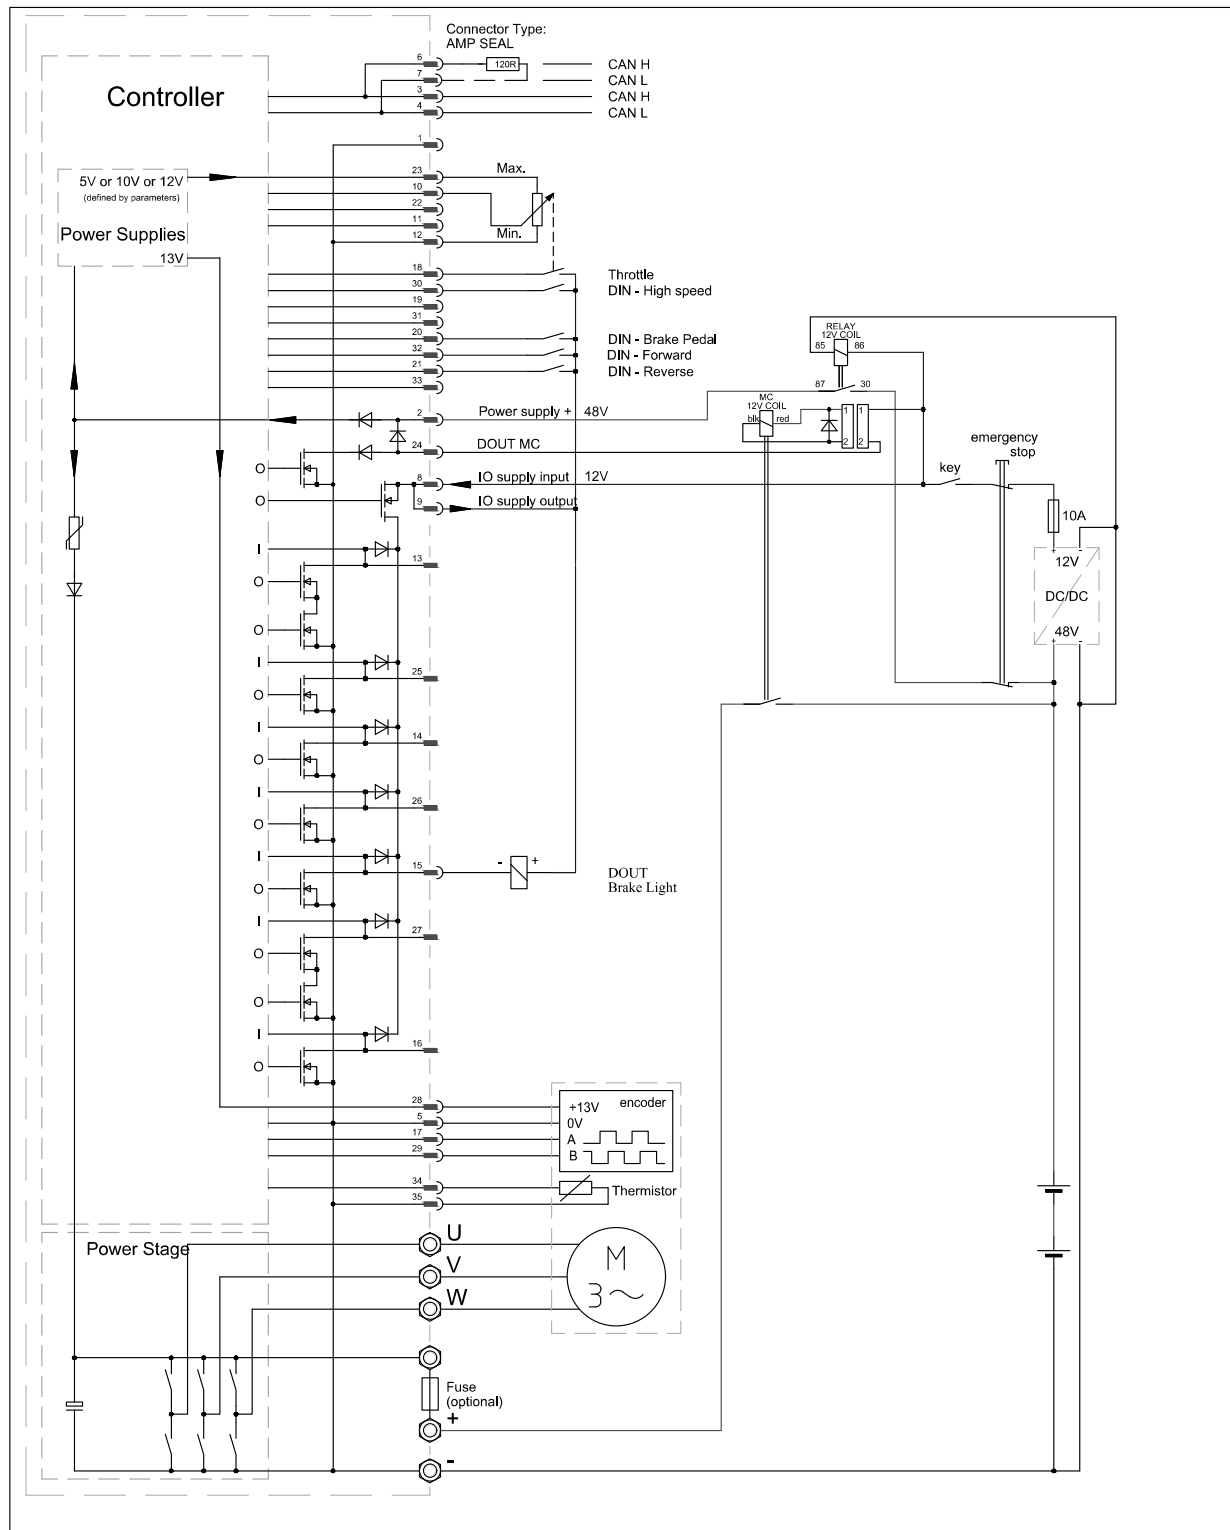 Connector Type:
AMP SEAL
Controller
6
120R
CAN H
7
CAN L
3
CAN H
4
CAN L
1
5V or 10V or 12V
(defined by parameters)
Power Supplies
13V
23
Max.
10
22
11
12
Min.
18
Throttle
30
DIN - High speed
19
31
20
DIN - Brake Pedal
32
DIN - Forward
21
DIN - Reverse
33
RELAY
12V COIL
85 86
87 30
MC
12V COIL
blk red
1 1
2 2
2
Power supply + 48V
24
DOUT MC
O
8
IO supply input 12V
O
9
IO supply output
key
emergency
stop
10A
+ -
12V
DC/DC
48V
+ -
I
13
O
O
I
25
O
I
14
O
I
26
O
I
15
- +
DOUT
Brake Light
O
I
27
O
O
I
16
O
28
+13V encoder
5
0V
17
A
29
B
34
Thermistor
35
Power Stage
U
V
W
M
3~
Fuse
(optional)
+
-